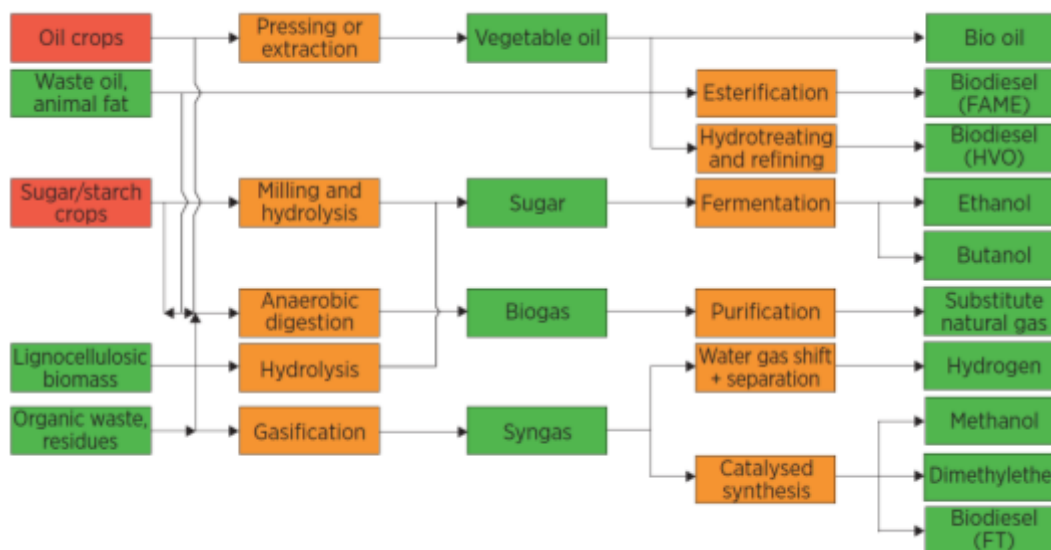 Oil crops
Pressing or
extraction
Vegetable oil
Bio oil
Waste oil,
animal fat
Esterification
Biodiesel
(FAME)
Hydrotreating
and refining
Biodiesel
(HVO)
Sugar/starch
crops
Milling and
hydrolysis
Sugar
Fermentation
Ethanol
Butanol
Anaerobic
digestion
Biogas
Purification
Substitute
natural gas
Lignocellulosic
biomass
Hydrolysis
Water gas shift
+ separation
Hydrogen
Organic waste,
residues
Gasification
Syngas
Methanol
Catalysed
synthesis
Dimethylethe
Biodiesel
(FT)